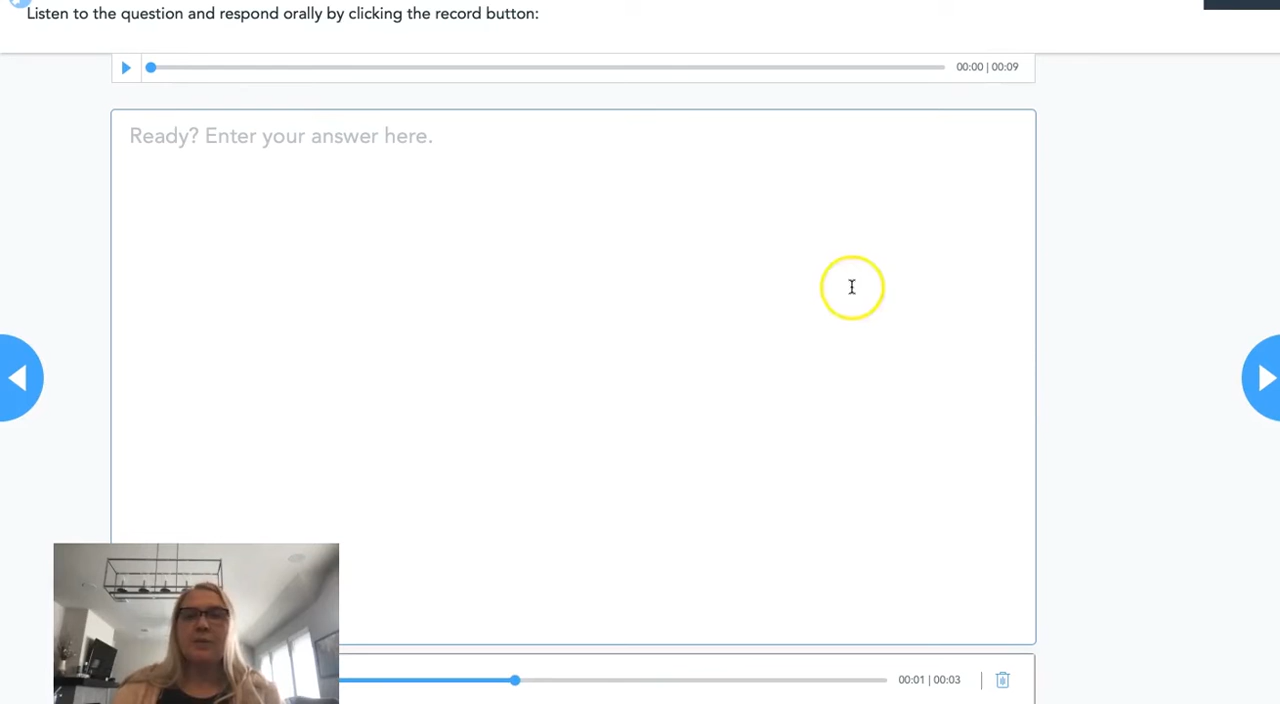 Listen to the question and respond orally by clicking the record button:
00:00 | 00:09
Ready? Enter your answer here.
00:01 | 00:03